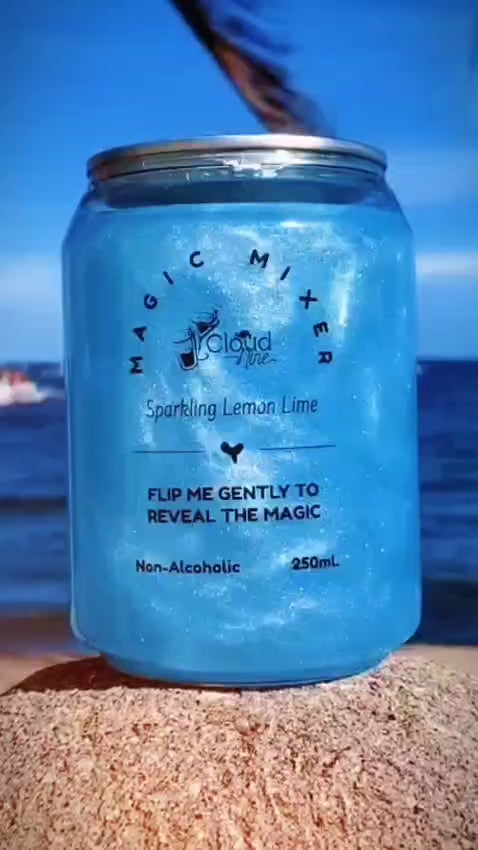 MAGIC MIXER
Cloud
Nine
Sparkling Lemon Lime
FLIP ME GENTLY TO
REVEAL THE MAGIC
Non-Alcoholic 250mL